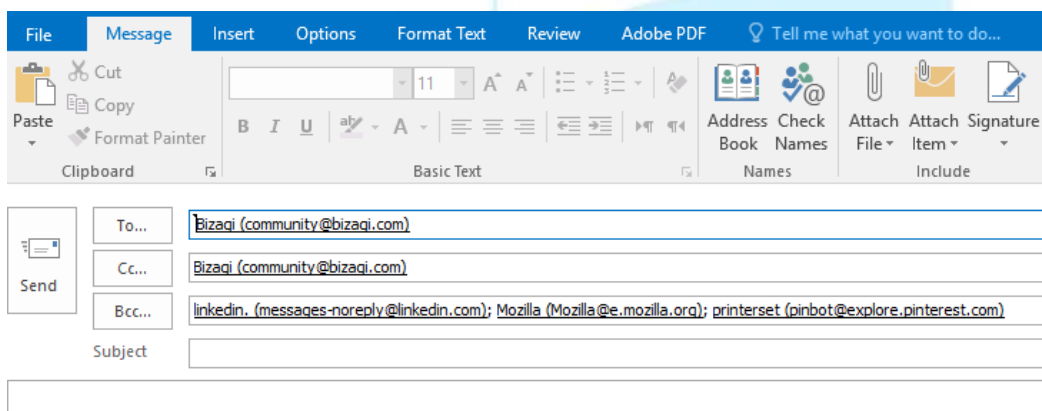 File Message Insert Options Format Text Review Adobe PDF Tell me what you want to do...
Cut
Copy
Format Painter
Paste
Clipboard
11
Basic Text
Address Book
Check Names
Names
Attach File
Attach Item
Signature
Include
Send
To... Bizagi (community@bizagi.com)
Cc... Bizagi (community@bizagi.com)
Bcc... linkedin. (messages-noreply@linkedin.com); Mozilla (Mozilla@e.mozilla.org); printerset (pinbot@explore.pinterest.com)
Subject